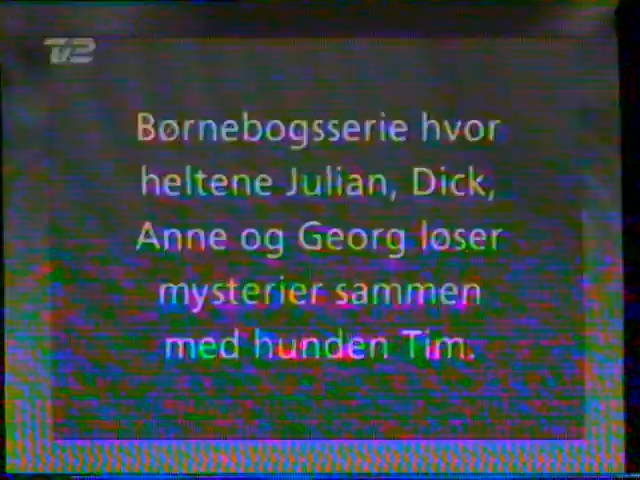 TV2
Børnebogsserie hvor
heltene Julian, Dick,
Anne og Georg løser
mysterier sammen
med hunden Tim.